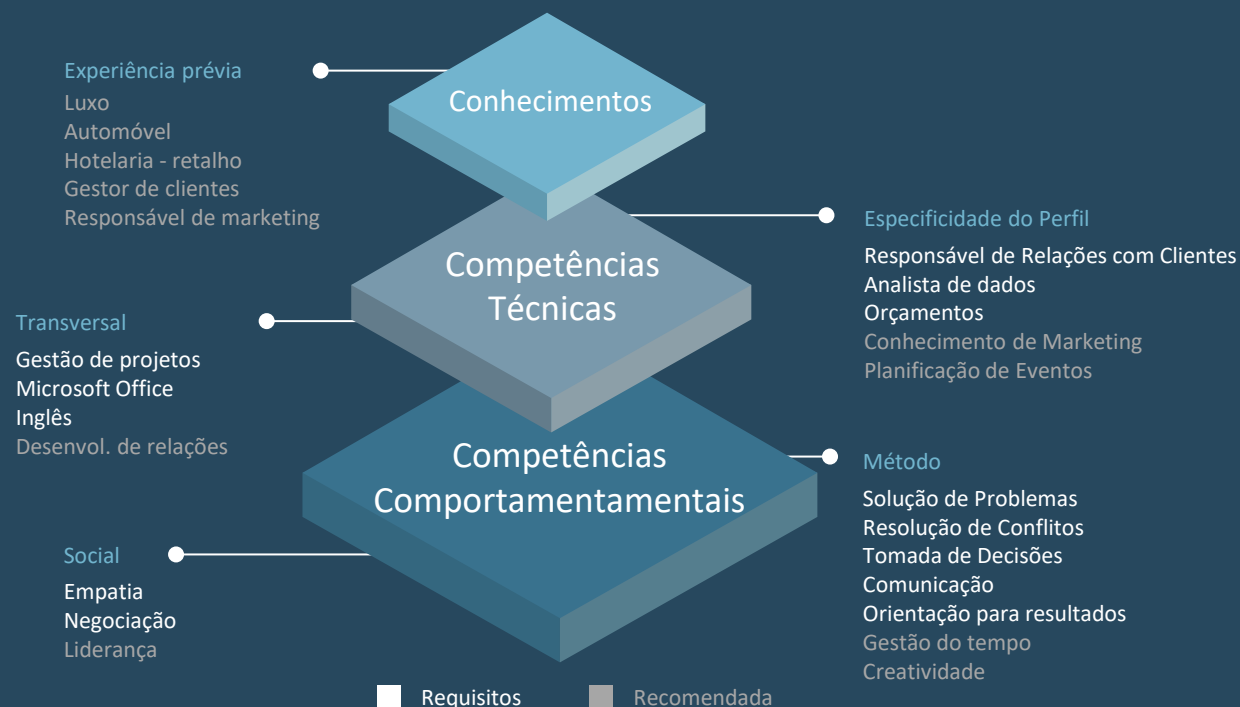 Conhecimentos
Experiência prévia
Luxo
Automóvel
Hotelaria - retalho
Gestor de clientes
Responsável de marketing
Especificidade do Perfil
Responsável de Relações com Clientes
Analista de dados
Orçamentos
Conhecimento de Marketing
Planificação de Eventos
Competências
Técnicas
Transversal
Gestão de projetos
Microsoft Office
Inglês
Desenvol. de relações
Competências
Comportamentamentais
Método
Solução de Problemas
Resolução de Conflitos
Tomada de Decisões
Comunicação
Orientação para resultados
Gestão do tempo
Creatividade
Social
Empatia
Negociação
Liderança
Requisitos
Recomendada